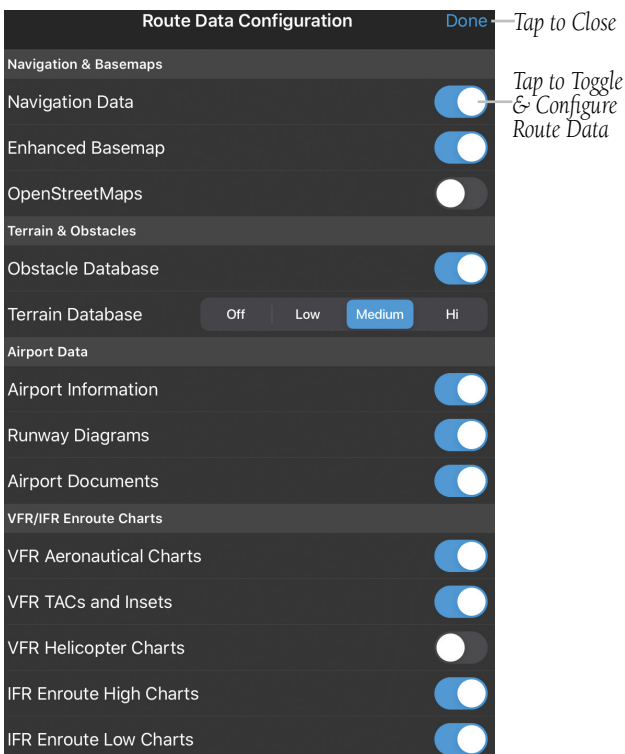 Route Data Configuration
Done
Tap to Close
Navigation & Basemaps
Navigation Data
Tap to Toggle
& Configure
Route Data
Enhanced Basemap
OpenStreetMaps
Terrain & Obstacles
Obstacle Database
Terrain Database Off Low Medium Hi
Airport Data
Airport Information
Runway Diagrams
Airport Documents
VFR/IFR Enroute Charts
VFR Aeronautical Charts
VFR TACs and Insets
VFR Helicopter Charts
IFR Enroute High Charts
IFR Enroute Low Charts